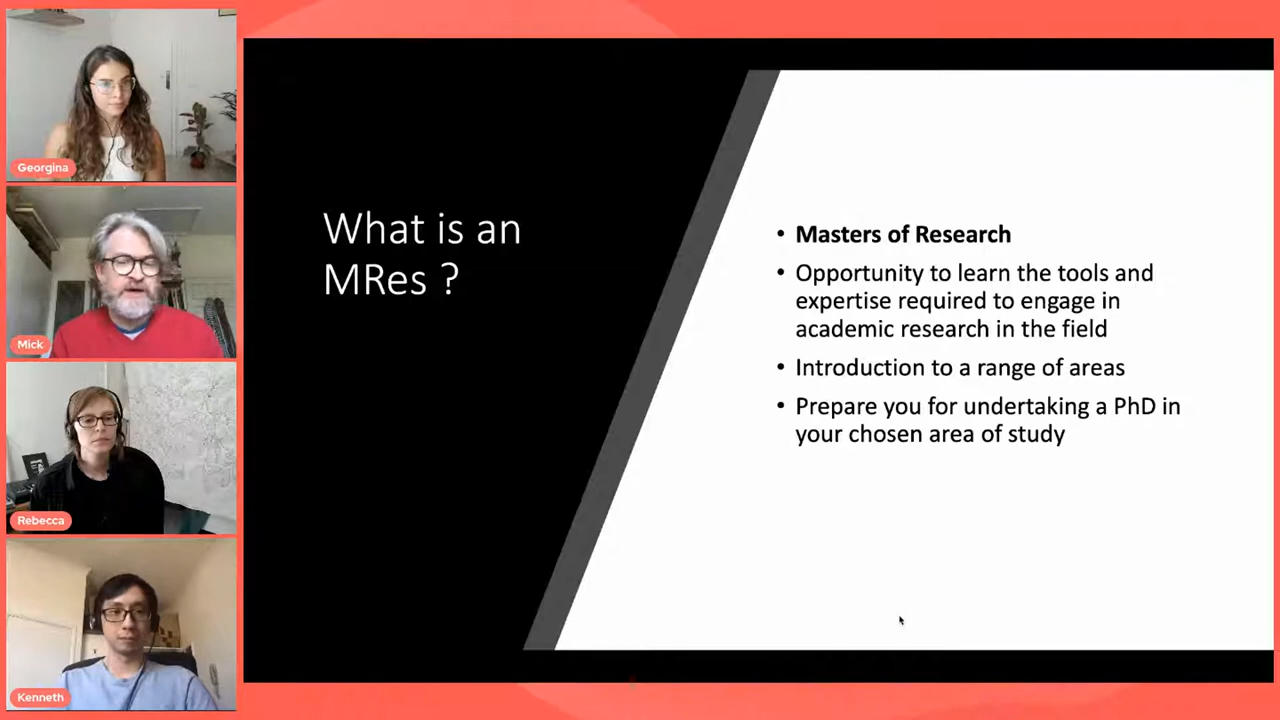 Georgina
Mick
Rebecca
Kenneth
What is an
MRes ?
• Masters of Research
• Opportunity to learn the tools and
expertise required to engage in
academic research in the field
• Introduction to a range of areas
• Prepare you for undertaking a PhD in
your chosen area of study